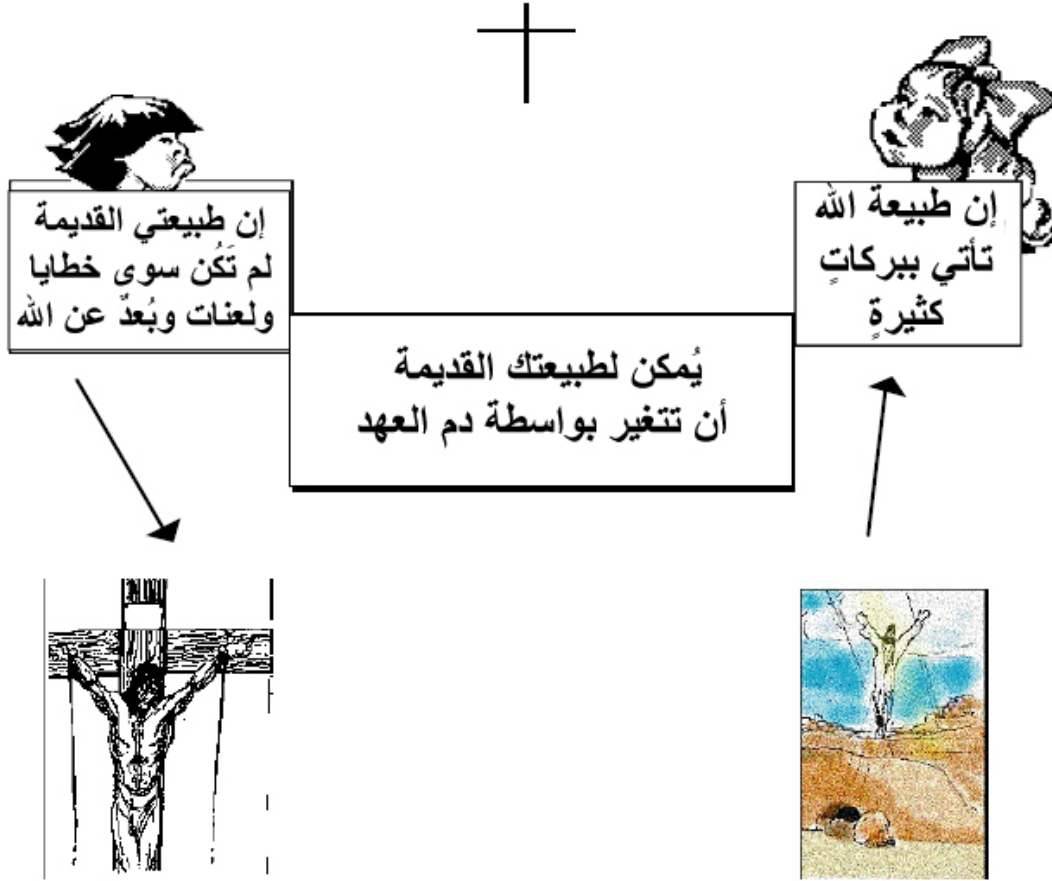 إن طبيعة الله
تأتي ببركاتٍ
كثيرةٍ
إن طبيعتي القديمة
لم تَكُن سوى خطايا
ولعنات وبُعدٌ عن الله
يُمكن لطبيعتك القديمة
أن تتغير بواسطة دم العهد